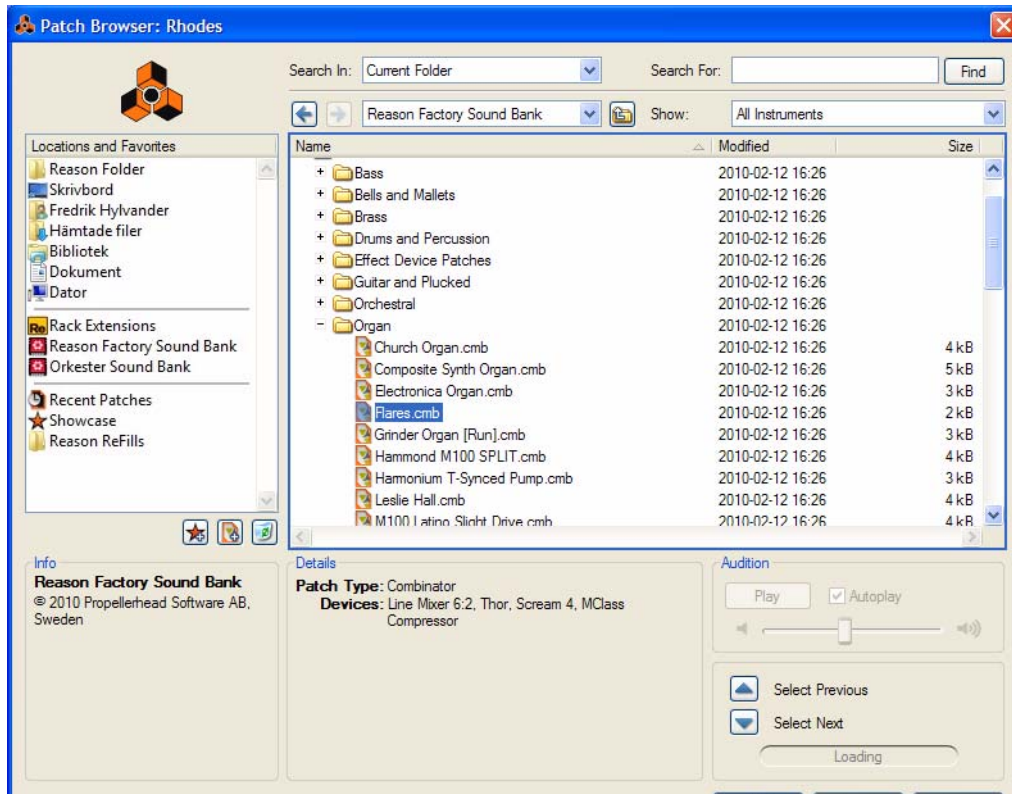 Patch Browser: Rhodes
Search In: Current Folder Search For: Find
Reason Factory Sound Bank Show: All Instruments
Locations and Favorites
Reason Folder
Skrivbord
Fredrik Hylvander
Hämtade filer
Bibliotek
Dokument
Dator
Re Rack Extensions
Reason Factory Sound Bank
Orkester Sound Bank
Recent Patches
Showcase
Reason ReFills
Name Modified Size
+ Bass 2010-02-12 16:26
+ Bells and Mallets 2010-02-12 16:26
+ Brass 2010-02-12 16:26
+ Drums and Percussion 2010-02-12 16:26
+ Effect Device Patches 2010-02-12 16:26
+ Guitar and Plucked 2010-02-12 16:26
+ Orchestral 2010-02-12 16:26
- Organ 2010-02-12 16:26
Church Organ.cmb 2010-02-12 16:26 4 kB
Composite Synth Organ.cmb 2010-02-12 16:26 5 kB
Electronica Organ.cmb 2010-02-12 16:26 3 kB
Flares.cmb 2010-02-12 16:26 2 kB
Grinder Organ [Run].cmb 2010-02-12 16:26 3 kB
Hammond M100 SPLIT.cmb 2010-02-12 16:26 4 kB
Harmonium T-Synced Pump.cmb 2010-02-12 16:26 3 kB
Leslie Hall.cmb 2010-02-12 16:26 4 kB
M100 Latino Slight Drive.cmb 2010-02-12 16:26 4 kB
Info
Reason Factory Sound Bank
© 2010 Propellerhead Software AB,
Sweden
Details
Patch Type: Combinator
Devices: Line Mixer 6:2, Thor, Scream 4, MClass
Compressor
Audition
Play Autoplay
Select Previous
Select Next
Loading